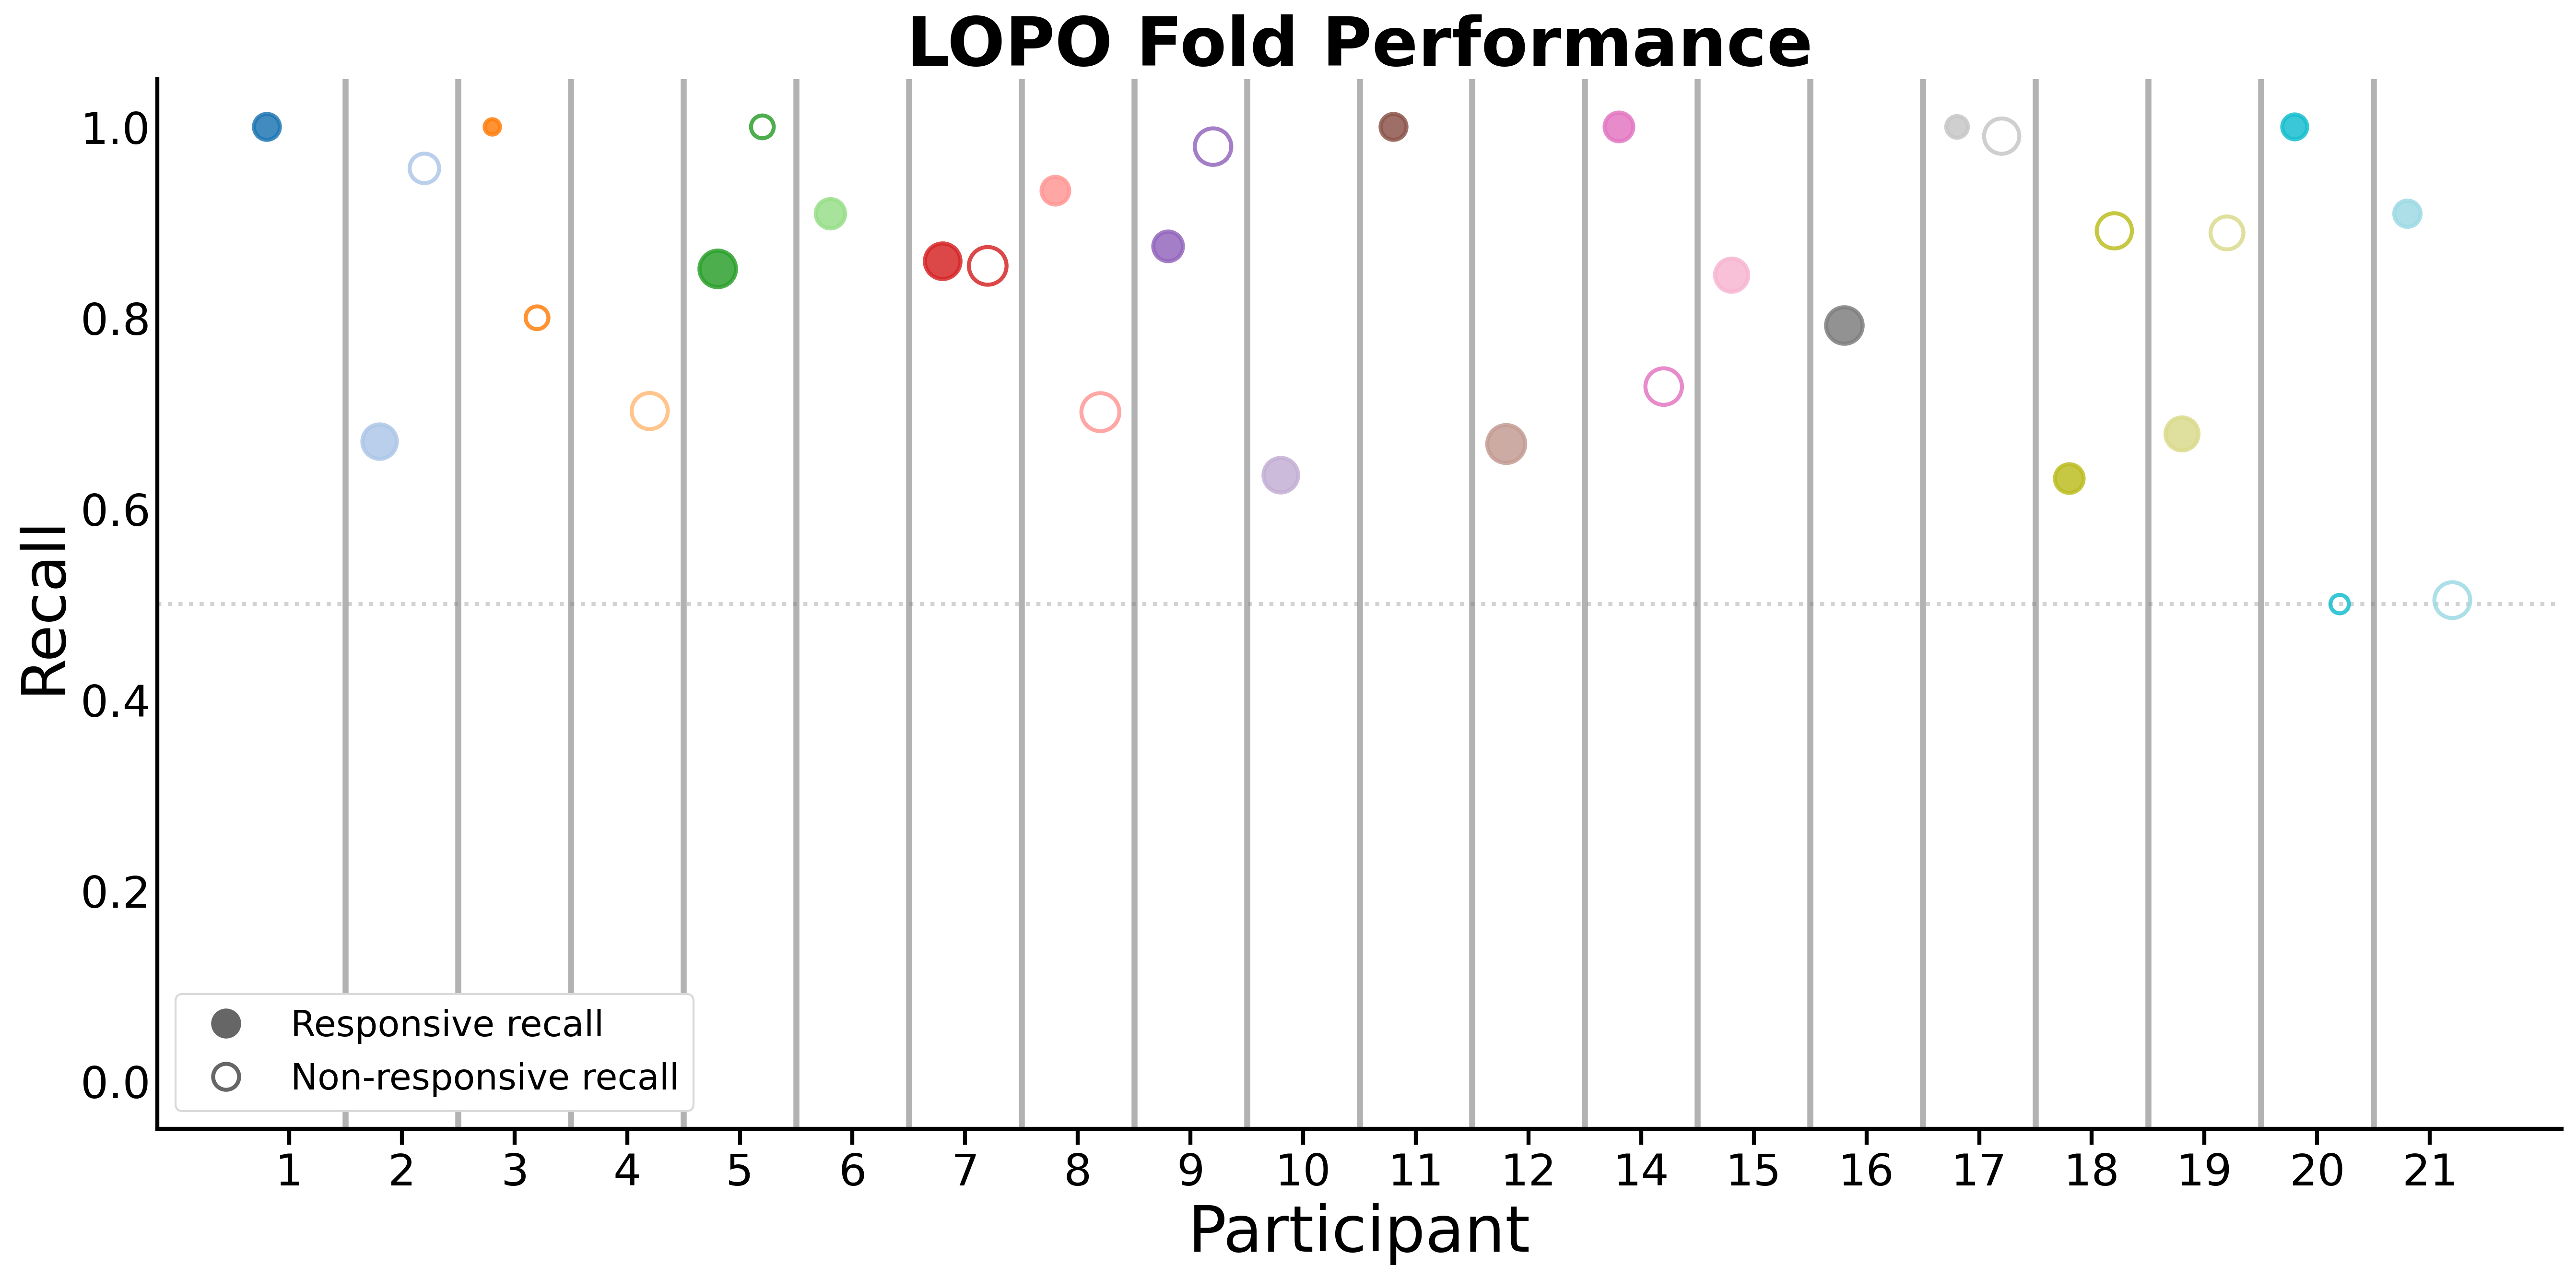 LOPO Fold Performance
1.0
0.8
0.6
0.4
0.2
0.0
Recall
Responsive recall
Non-responsive recall
1 2 3 4 5 6 7 8 9 10 11 12 14 15 16 17 18 19 20 21
Participant